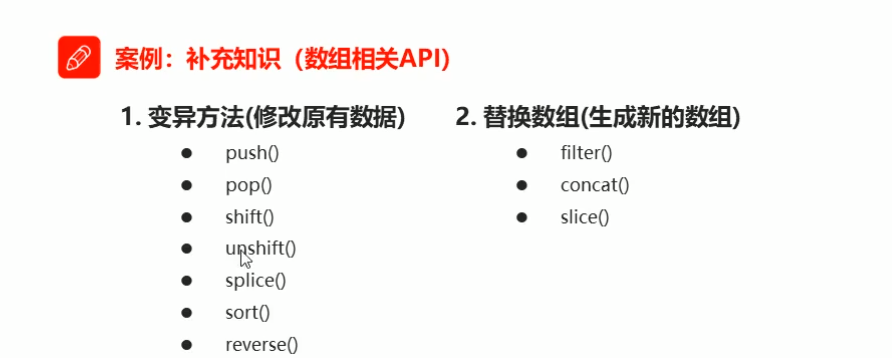 案例：补充知识（数组相关API）
1. 变异方法(修改原有数据)
● push()
● pop()
● shift()
● unshift()
● splice()
● sort()
● reverse()
2. 替换数组(生成新的数组)
● filter()
● concat()
● slice()